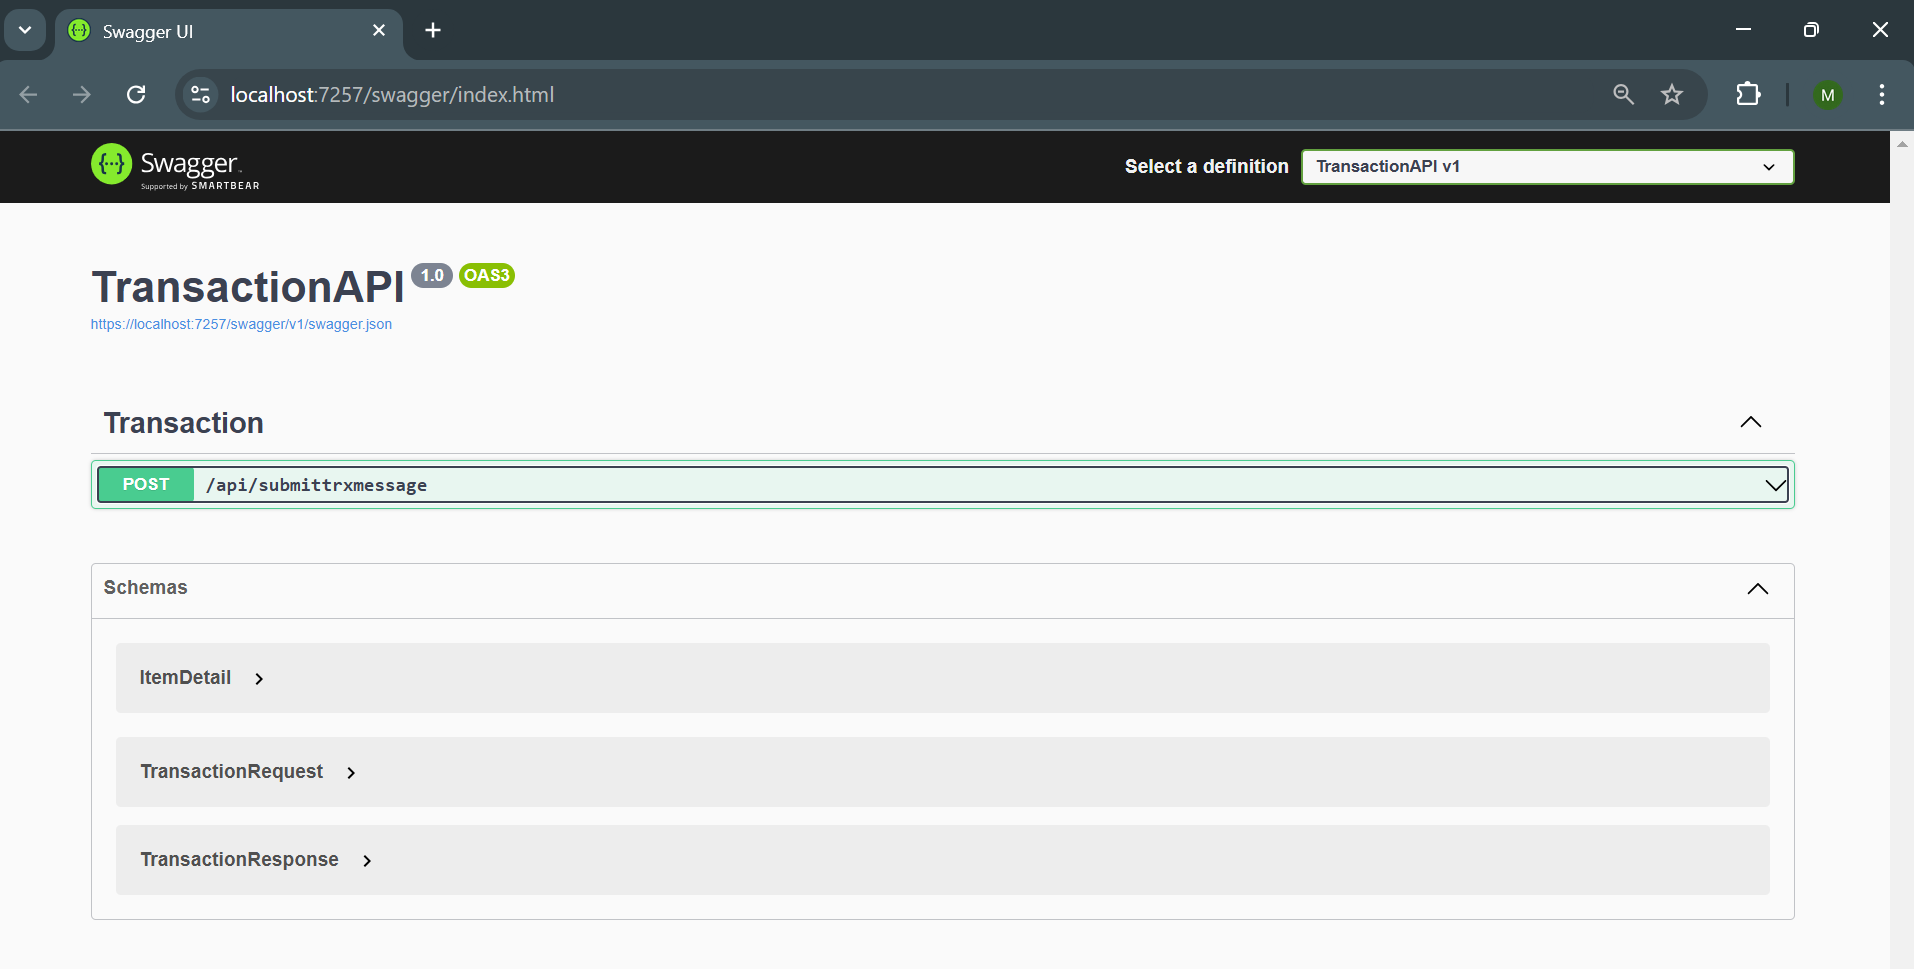 Swagger UI
localhost:7257/swagger/index.html
M
{···} Swagger™
Supported by SMARTBEAR
Select a definition
TransactionAPI v1
TransactionAPI 1.0 OAS3
https://localhost:7257/swagger/v1/swagger.json
Transaction
POST /api/submittrxmessage
Schemas
ItemDetail
TransactionRequest
TransactionResponse